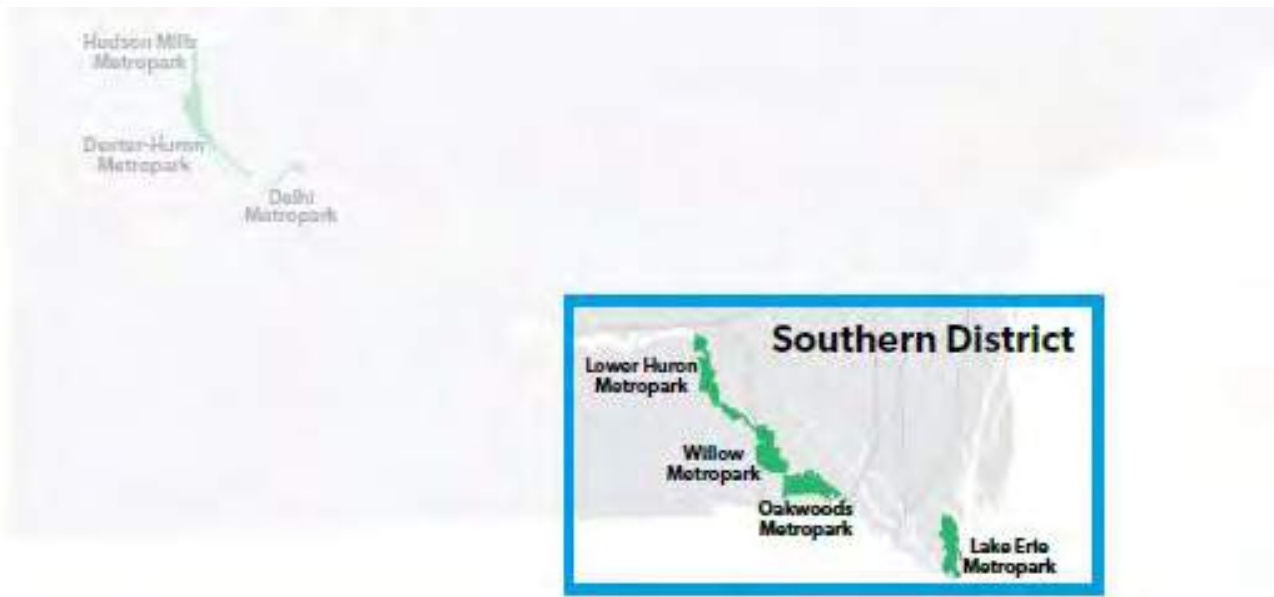 Hudson Mills
Metropark
Dexter-Huron
Metropark
Delhi
Metropark
Southern District
Lower Huron
Metropark
Willow
Metropark
Oakwoods
Metropark
Lake Erie
Metropark